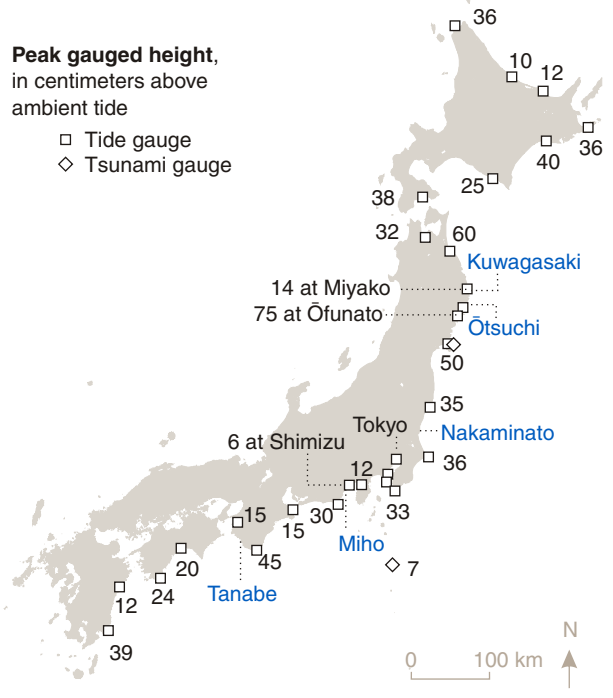 Peak gauged height,
in centimeters above
ambient tide
Tide gauge
Tsunami gauge
36
10
12
36
40
25
38
32
60
Kuwagasaki
14 at Miyako
75 at Ōfunato
Ōtsuchi
50
35
Nakaminato
Tokyo
6 at Shimizu
36
12
33
30
15
15
Miho
45
20
Tanabe
7
24
12
39
N
0 100 km